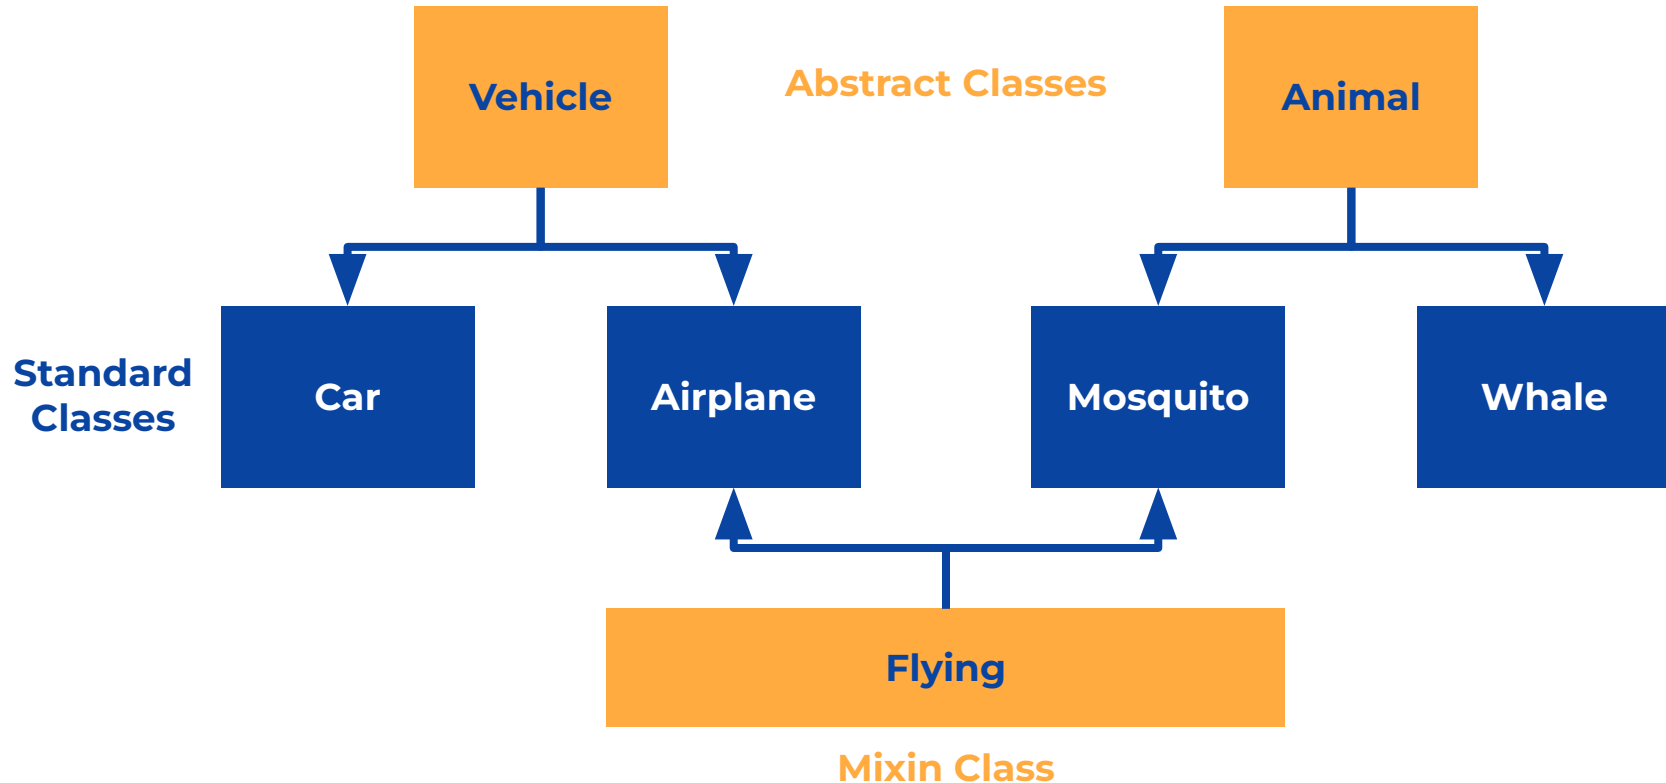 Vehicle
Abstract Classes
Animal
Standard
Classes
Car
Airplane
Mosquito
Whale
Flying
Mixin Class